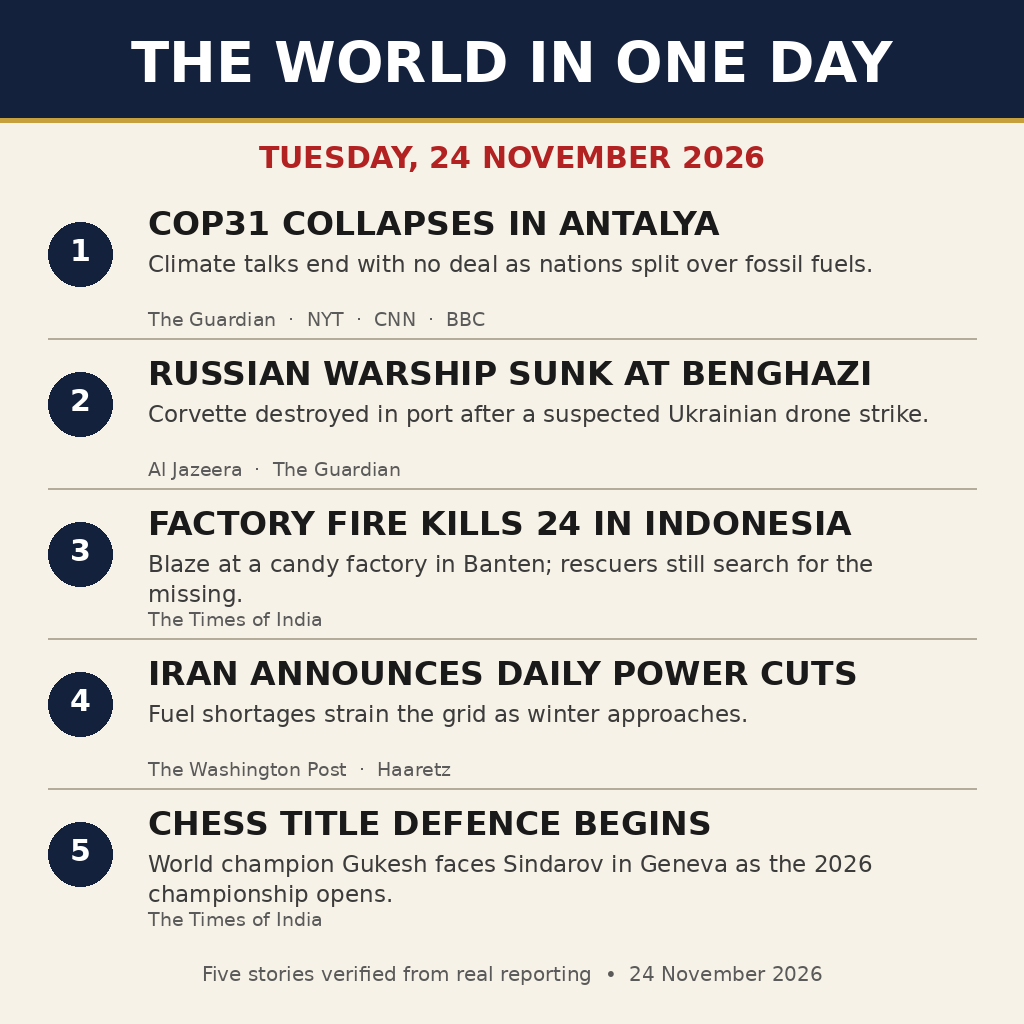 THE WORLD IN ONE DAY
TUESDAY, 24 NOVEMBER 2026
1
COP31 COLLAPSES IN ANTALYA
Climate talks end with no deal as nations split over fossil fuels.
The Guardian · NYT · CNN · BBC
2
RUSSIAN WARSHIP SUNK AT BENGHAZI
Corvette destroyed in port after a suspected Ukrainian drone strike.
Al Jazeera · The Guardian
3
FACTORY FIRE KILLS 24 IN INDONESIA
Blaze at a candy factory in Banten; rescuers still search for the
missing.
The Times of India
4
IRAN ANNOUNCES DAILY POWER CUTS
Fuel shortages strain the grid as winter approaches.
The Washington Post · Haaretz
5
CHESS TITLE DEFENCE BEGINS
World champion Gukesh faces Sindarov in Geneva as the 2026
championship opens.
The Times of India
Five stories verified from real reporting • 24 November 2026